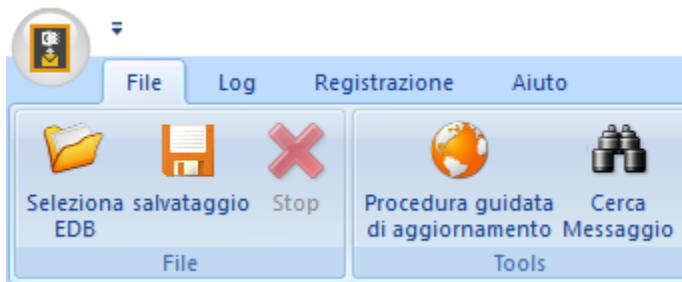 File Log Registrazione Aiuto
Seleziona salvataggio Stop Procedura guidata Cerca
EDB di aggiornamento Messaggio
File Tools